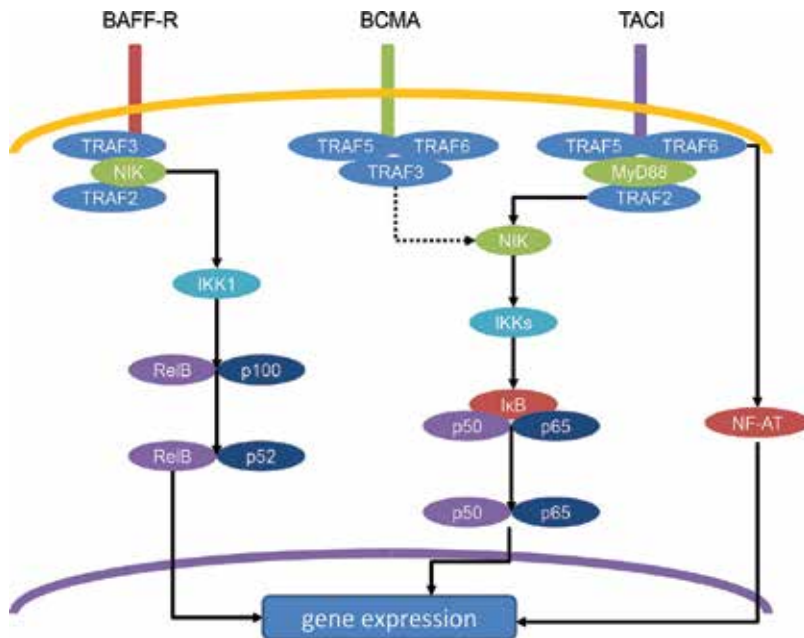 BAFF-R BCMA TACI
TRAF3 TRAF5 TRAF6 TRAF5 TRAF6
NIK TRAF3 MyD88
TRAF2 TRAF2
NIK
IKK1
IKKs
RelB p100
IκB
p50 p65 NF-AT
RelB p52
p50 p65
gene expression